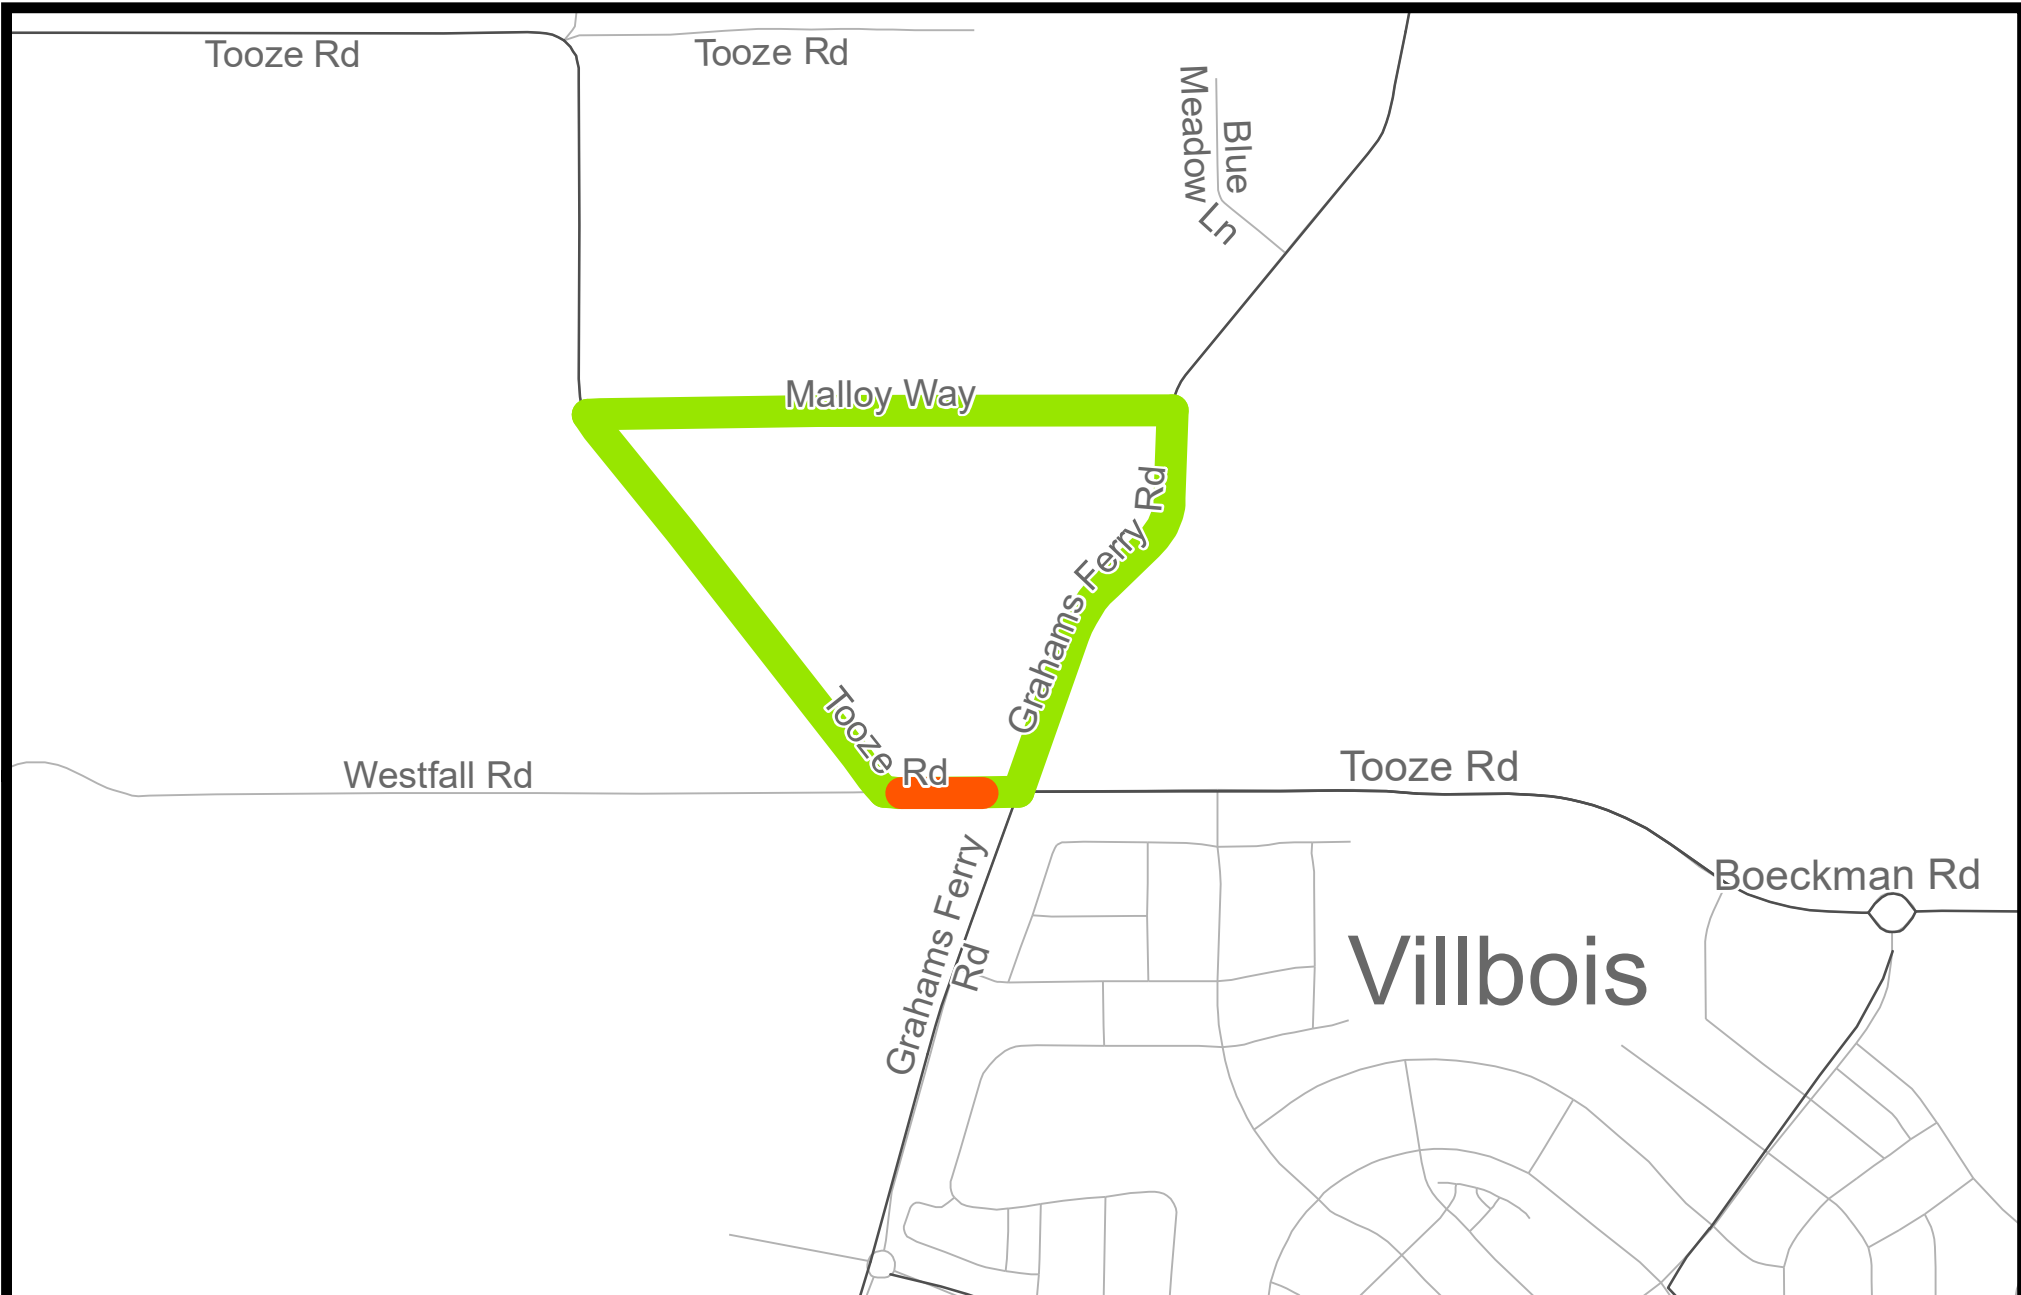 Tooze Rd
Tooze Rd
Blue
Meadow
Ln
Malloy Way
Grahams Ferry Rd
Tooze Rd
Westfall Rd
Tooze Rd
Boeckman Rd
Grahams Ferry
Rd
Villbois